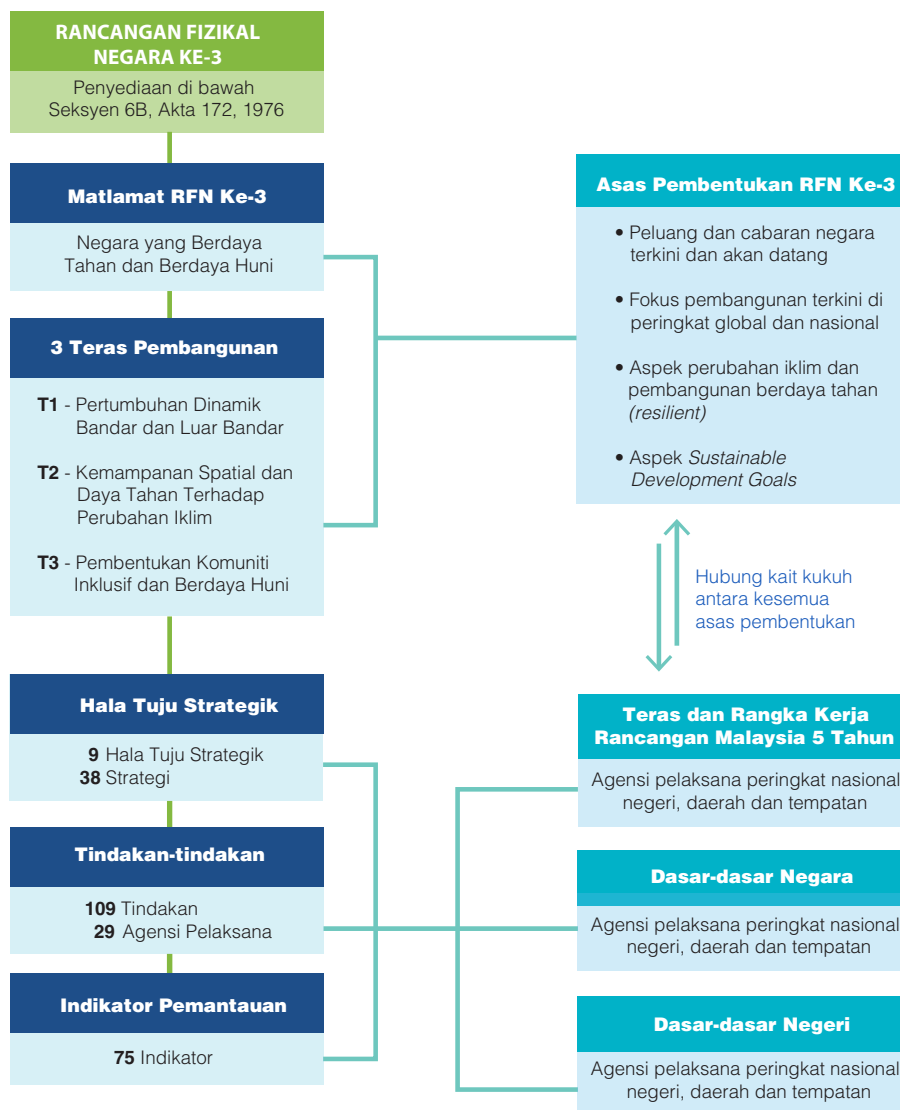 RANCANGAN FIZIKAL
NEGARA KE-3
Penyediaan di bawah
Seksyen 6B, Akta 172, 1976
Matlamat RFN Ke-3
Negara yang Berdaya
Tahan dan Berdaya Huni
3 Teras Pembangunan
T1 - Pertumbuhan Dinamik
Bandar dan Luar Bandar
T2 - Kemampanan Spatial dan
Daya Tahan Terhadap
Perubahan Iklim
T3 - Pembentukan Komuniti
Inklusif dan Berdaya Huni
Hala Tuju Strategik
9 Hala Tuju Strategik
38 Strategi
Tindakan-tindakan
109 Tindakan
29 Agensi Pelaksana
Indikator Pemantauan
75 Indikator
Asas Pembentukan RFN Ke-3
• Peluang dan cabaran negara
terkini dan akan datang
• Fokus pembangunan terkini di
peringkat global dan nasional
• Aspek perubahan iklim dan
pembangunan berdaya tahan
(resilient)
• Aspek Sustainable
Development Goals
Hubung kait kukuh
antara kesemua
asas pembentukan
Teras dan Rangka Kerja
Rancangan Malaysia 5 Tahun
Agensi pelaksana peringkat nasional
negeri, daerah dan tempatan
Dasar-dasar Negara
Agensi pelaksana peringkat nasional
negeri, daerah dan tempatan
Dasar-dasar Negeri
Agensi pelaksana peringkat nasional
negeri, daerah dan tempatan